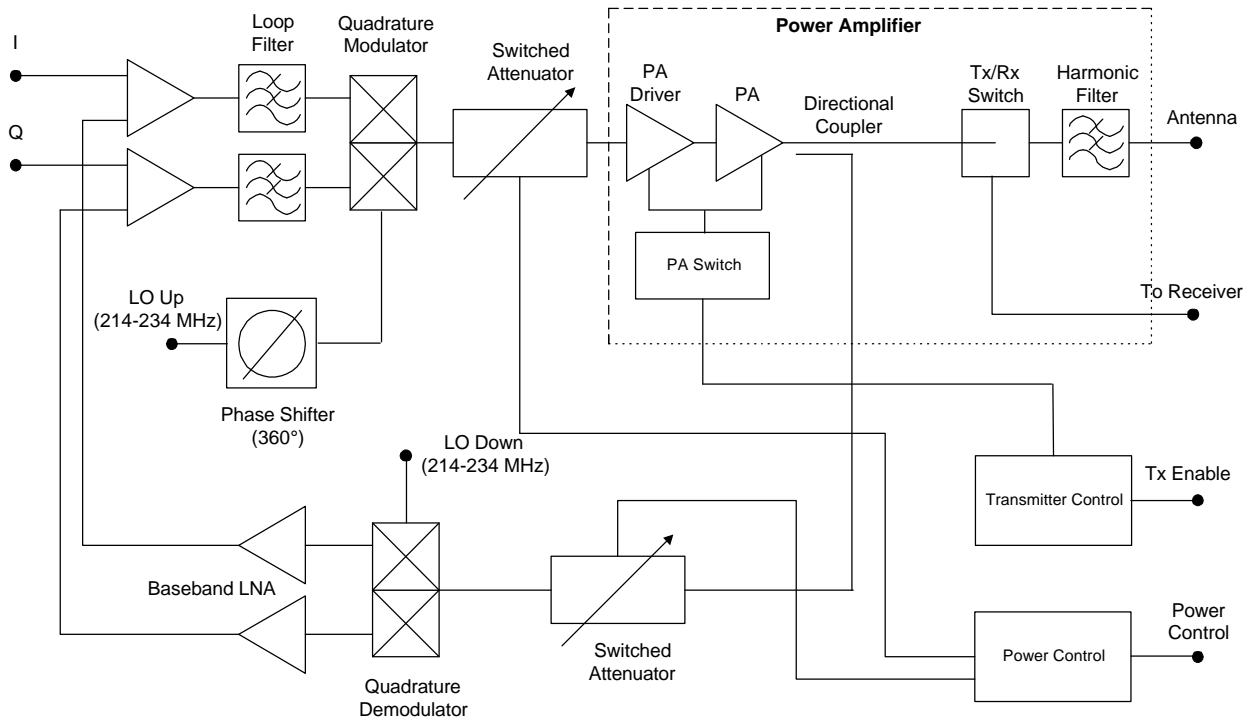 I
Loop
Filter
Quadrature
Modulator
Switched
Attenuator
Power Amplifier
PA
Driver
PA
Directional
Coupler
Tx/Rx
Switch
Harmonic
Filter
Antenna
Q
PA Switch
To Receiver
LO Up
(214-234 MHz)
Phase Shifter
(360°)
LO Down
(214-234 MHz)
Tx Enable
Transmitter Control
Baseband LNA
Power
Control
Power Control
Switched
Attenuator
Quadrature
Demodulator